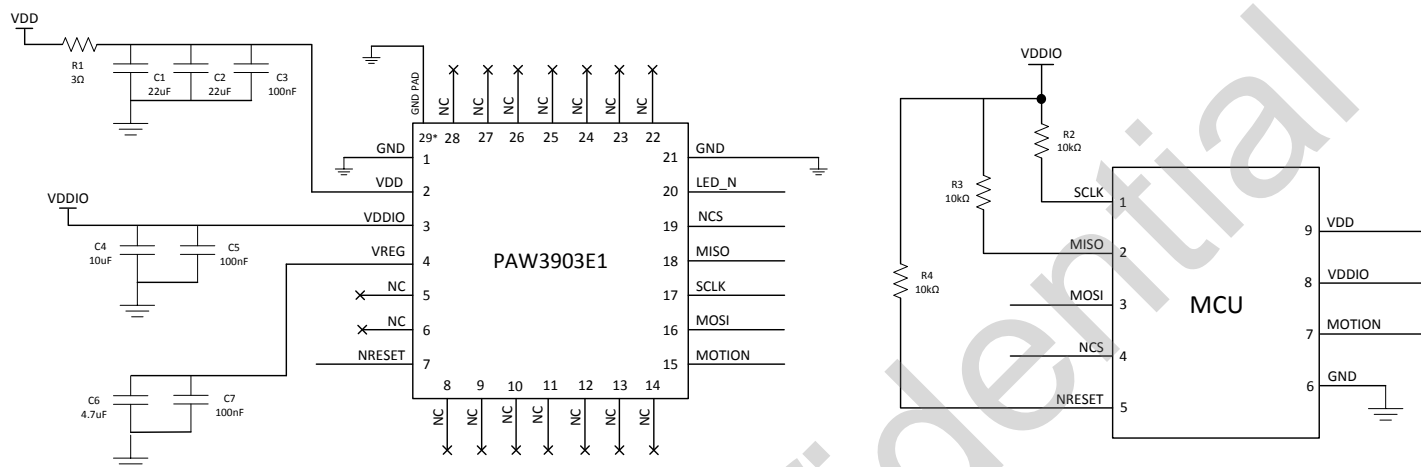 VDD
R1
3Ω
C1
22uF
C2
22uF
C3
100nF
GND PAD
NC
NC
NC
NC
NC
NC
NC
29*
28
27
26
25
24
23
22
GND
1
VDD
2
VDDIO
VDDIO
3
C4
10uF
C5
100nF
VREG
4
NC
5
NC
6
NRESET
7
C6
4.7uF
C7
100nF
PAW3903E1
21
GND
20
LED_N
19
NCS
18
MISO
17
SCLK
16
MOSI
15
MOTION
8
9
10
11
12
13
14
NC
NC
NC
NC
NC
NC
NC
VDDIO
R2
10kΩ
R3
10kΩ
R4
10kΩ
SCLK
1
MISO
2
MOSI
3
NCS
4
NRESET
5
MCU
9
VDD
8
VDDIO
7
MOTION
6
GND
idential